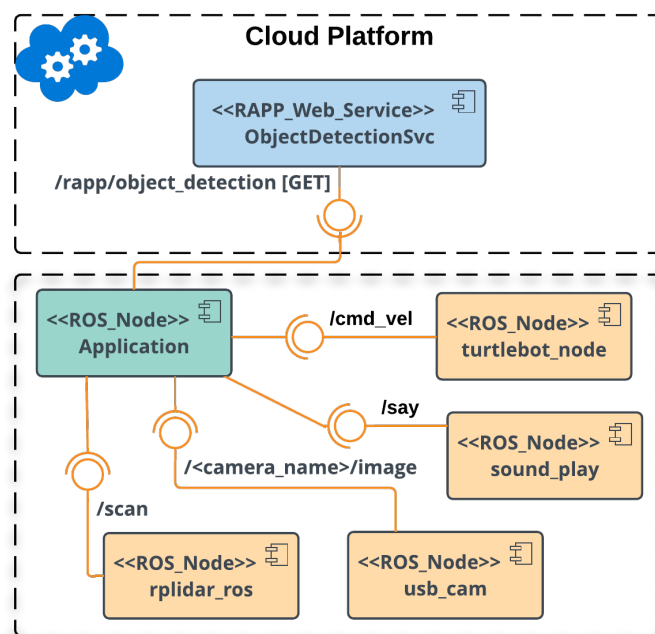 Cloud Platform
<<RAPP_Web_Service>>
ObjectDetectionSvc
/rapp/object_detection [GET]
<<ROS_Node>>
Application
/cmd_vel
<<ROS_Node>>
turtlebot_node
/say
<<ROS_Node>>
sound_play
/<camera_name>/image
/scan
<<ROS_Node>>
rplidar_ros
<<ROS_Node>>
usb_cam